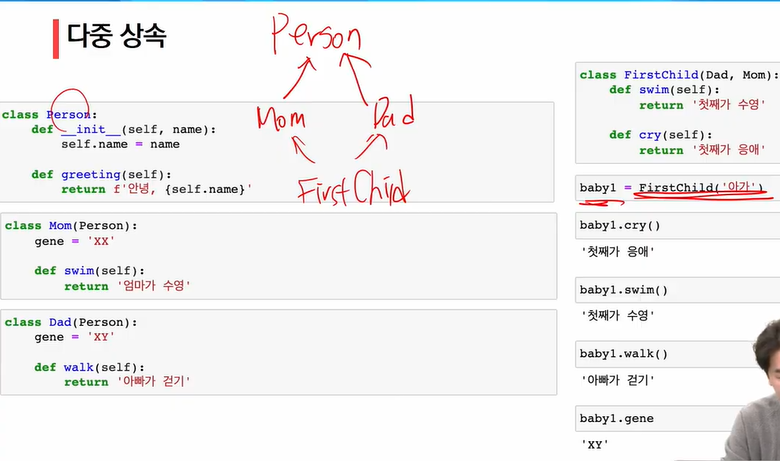 다중 상속
Person
Mom Dad
FirstChild
class Person:
    def __init__(self, name):
        self.name = name
    def greeting(self):
        return f'안녕, {self.name}'
class Mom(Person):
    gene = 'XX'
    def swim(self):
        return '엄마가 수영'
class Dad(Person):
    gene = 'XY'
    def walk(self):
        return '아빠가 걷기'
class FirstChild(Dad, Mom):
    def swim(self):
        return '첫째가 수영'
    def cry(self):
        return '첫째가 응애'
baby1 = FirstChild('아가')
baby1.cry()
'첫째가 응애'
baby1.swim()
'첫째가 수영'
baby1.walk()
'아빠가 걷기'
baby1.gene
'XY'